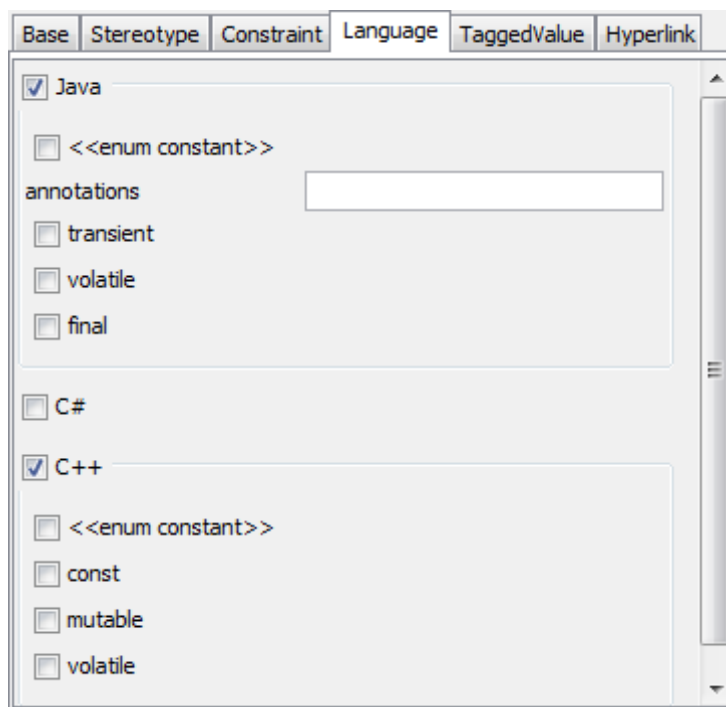 Base Stereotype Constraint Language TaggedValue Hyperlink
Java
<<enum constant>>
annotations
transient
volatile
final
C#
C++
<<enum constant>>
const
mutable
volatile